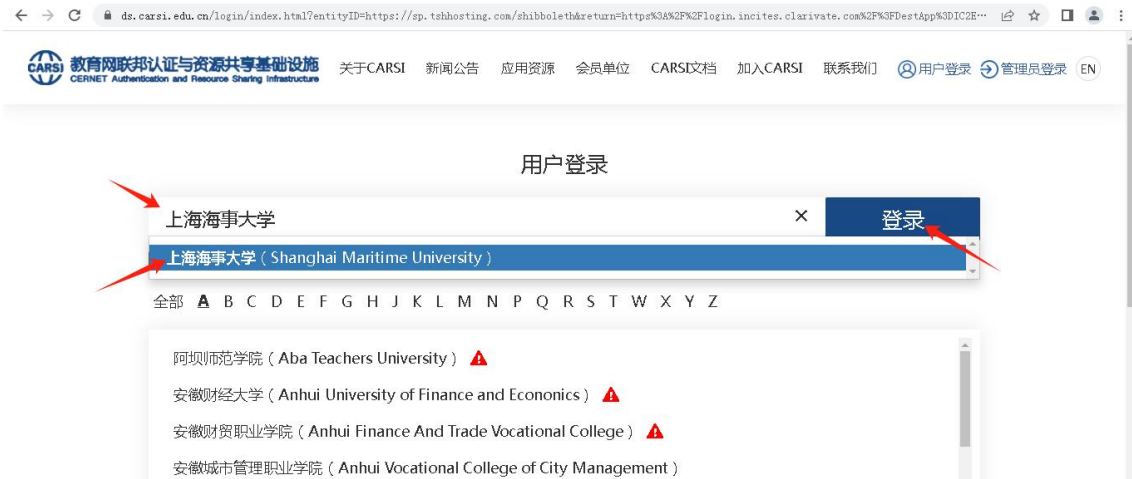 ds.carsi.edu.cn/login/index.html?entityID=https://sp.tshhosting.com/shibboleth&return=https%3A%2F%2Flogin.incites.clarivate.com%2F%3FDestApp%3DIC2E…
CARSI 教育网联邦认证与资源共享基础设施
CERNET Authentication and Resource Sharing Infrastructure
关于CARSI 新闻公告 应用资源 会员单位 CARSI文档 加入CARSI 联系我们 用户登录 管理员登录 EN
用户登录
上海海事大学 × 登录
上海海事大学 ( Shanghai Maritime University )
全部 A B C D E F G H J K L M N P Q R S T W X Y Z
阿坝师范学院 ( Aba Teachers University )
安徽财经大学 ( Anhui University of Finance and Econonics )
安徽财贸职业学院 ( Anhui Finance And Trade Vocational College )
安徽城市管理职业学院 ( Anhui Vocational College of City Management )